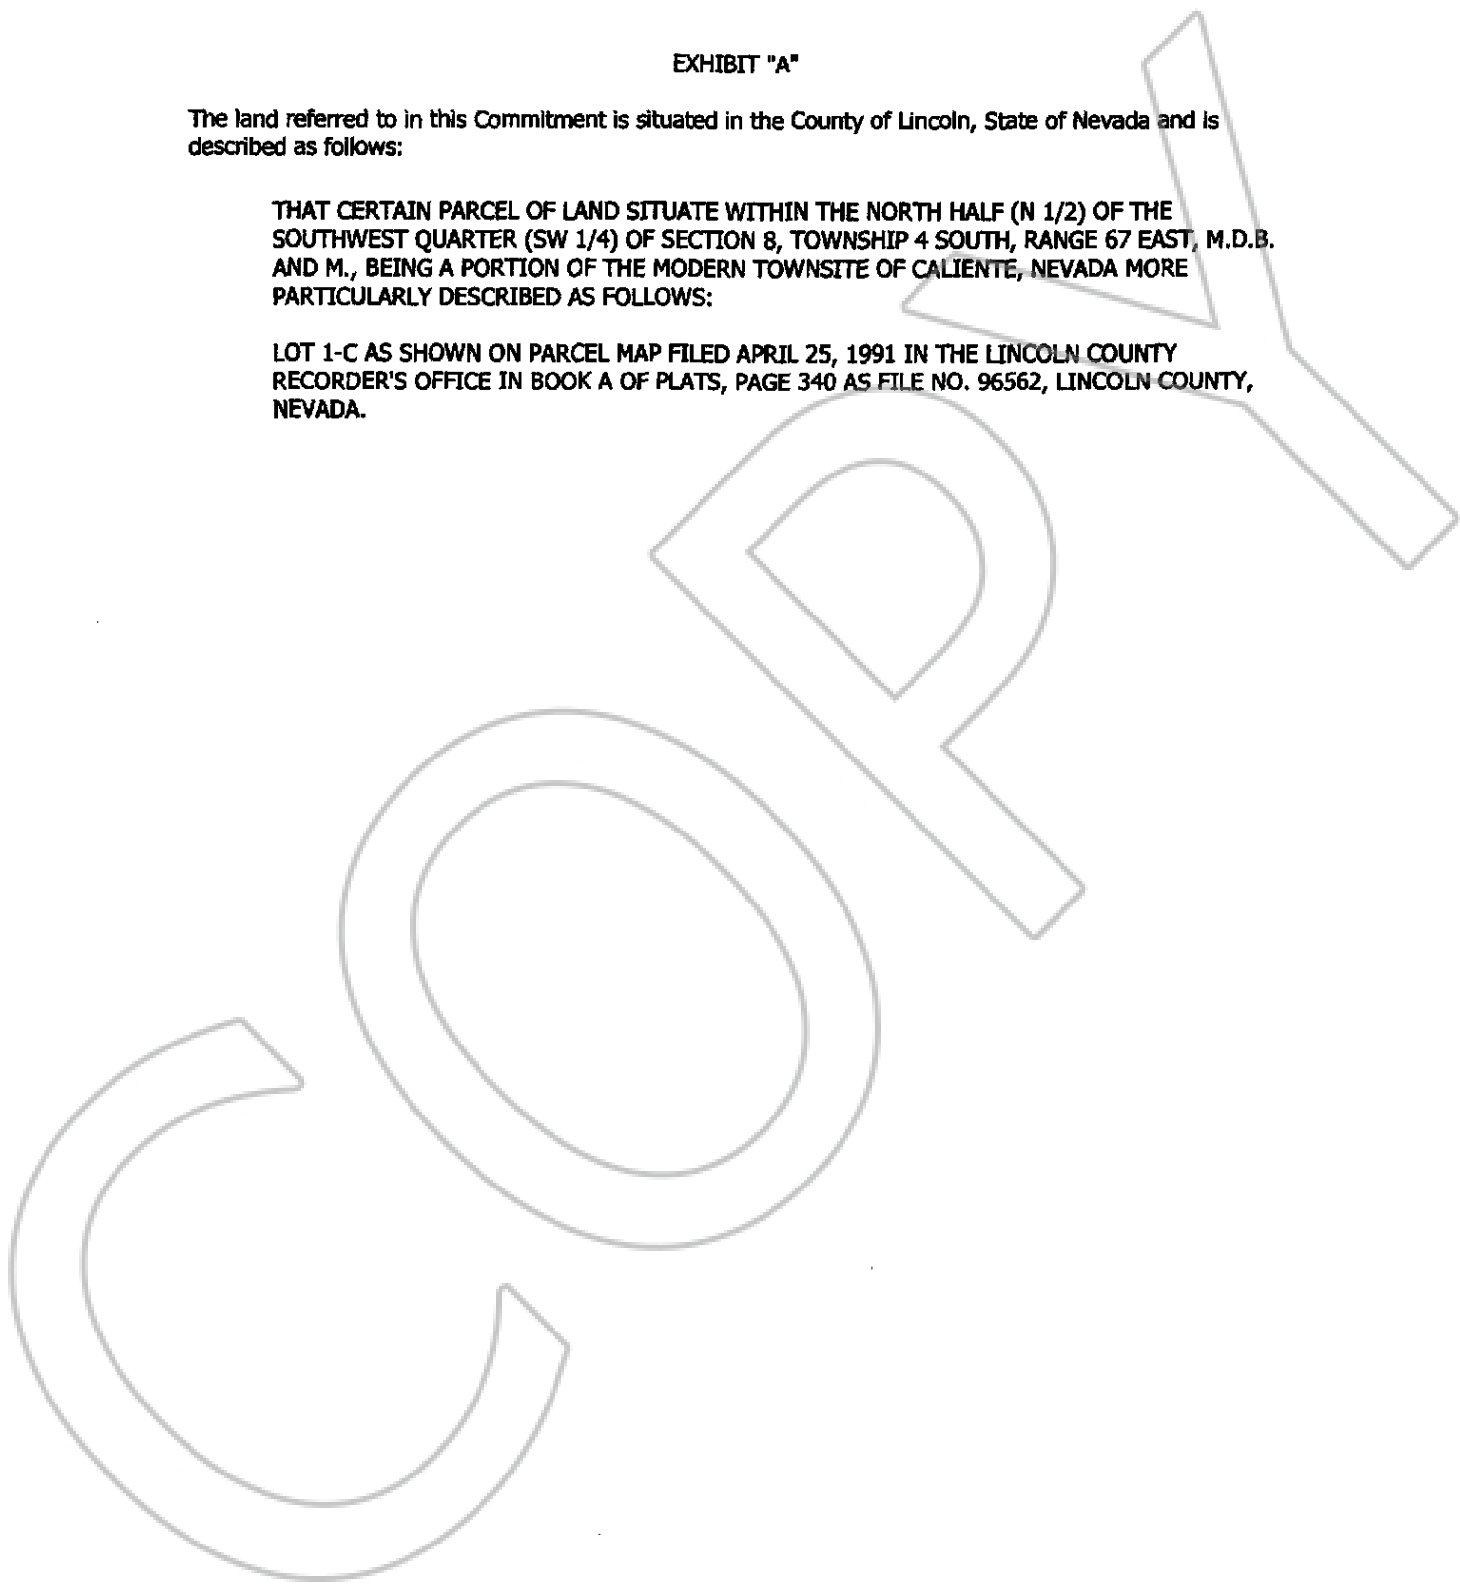 EXHIBIT "A"
The land referred to in this Commitment is situated in the County of Lincoln, State of Nevada and is
described as follows:
THAT CERTAIN PARCEL OF LAND SITUATE WITHIN THE NORTH HALF (N 1/2) OF THE
SOUTHWEST QUARTER (SW 1/4) OF SECTION 8, TOWNSHIP 4 SOUTH, RANGE 67 EAST, M.D.B.
AND M., BEING A PORTION OF THE MODERN TOWNSITE OF CALIENTE, NEVADA MORE
PARTICULARLY DESCRIBED AS FOLLOWS:
LOT 1-C AS SHOWN ON PARCEL MAP FILED APRIL 25, 1991 IN THE LINCOLN COUNTY
RECORDER'S OFFICE IN BOOK A OF PLATS, PAGE 340 AS FILE NO. 96562, LINCOLN COUNTY,
NEVADA.
COPY